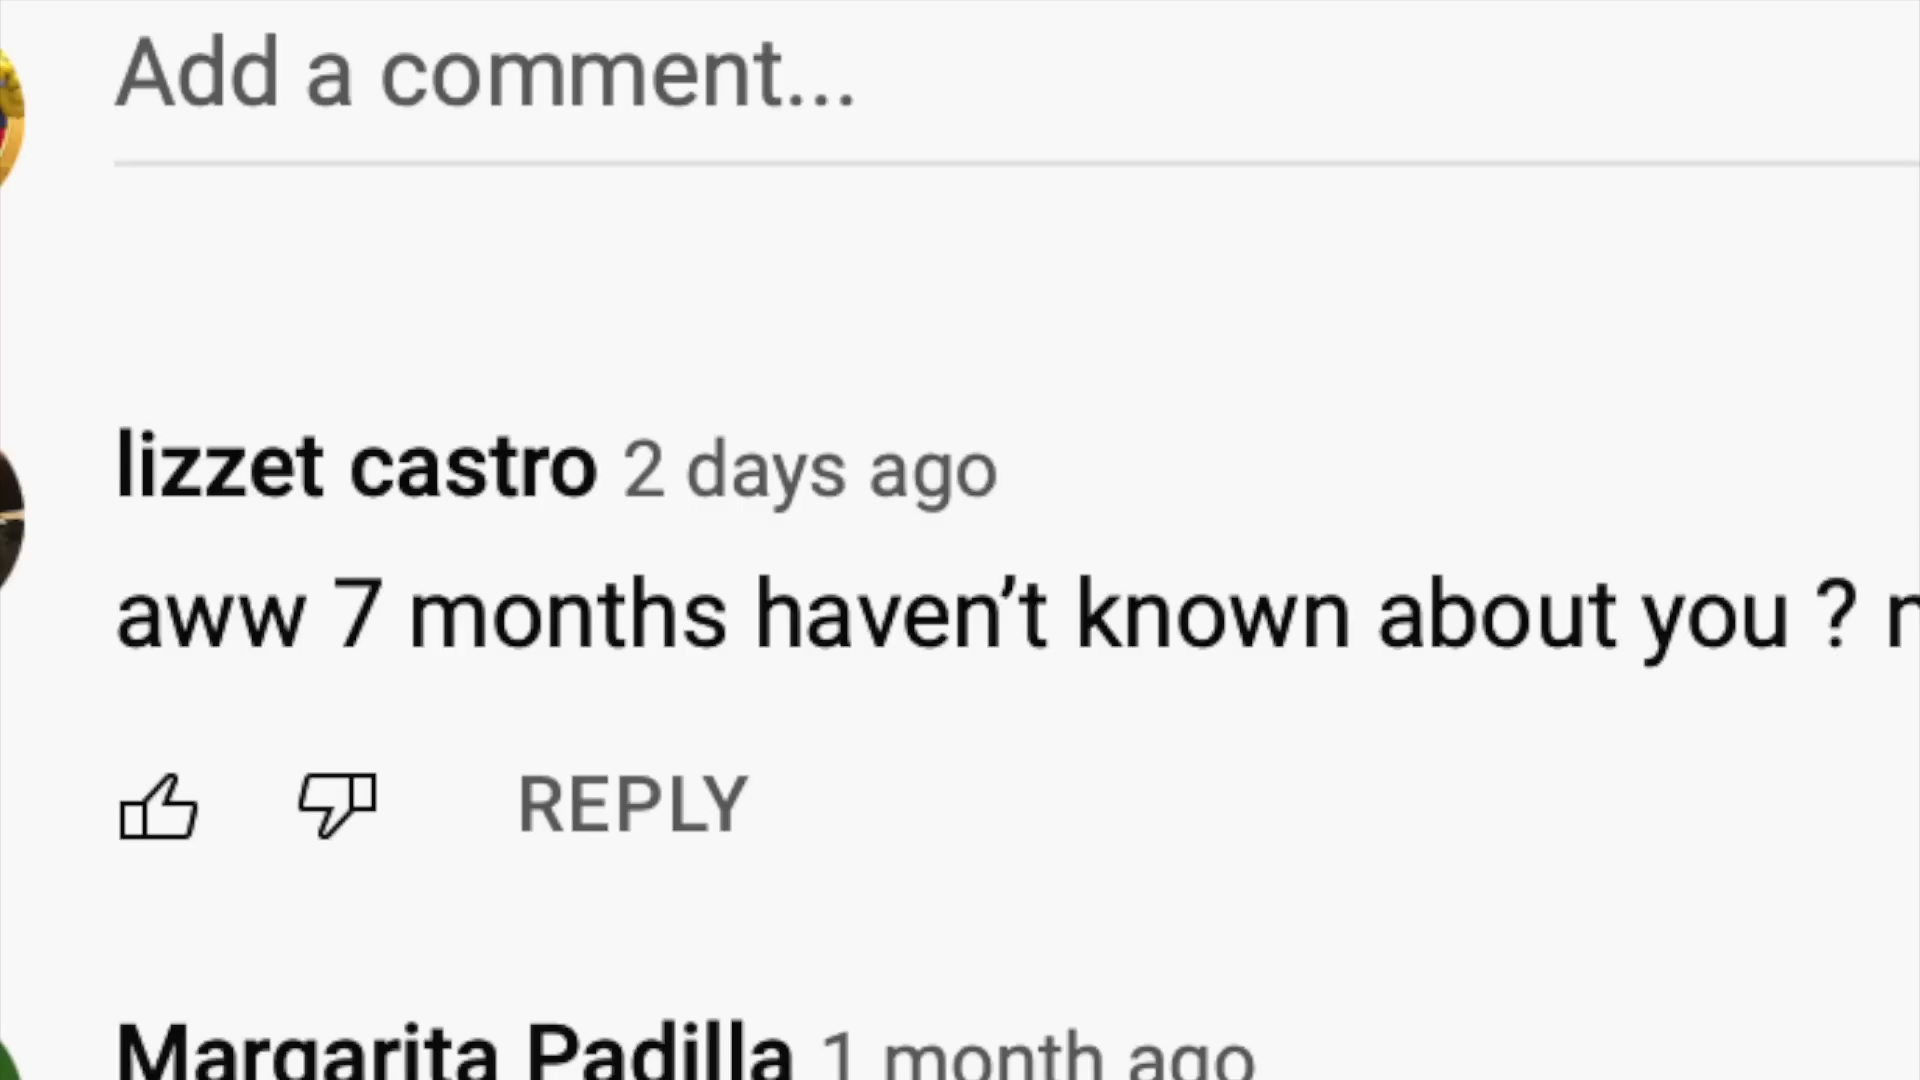 Add a comment...
lizzet castro 2 days ago
aww 7 months haven’t known about you ?
REPLY
Margarita Padilla 1 month ago